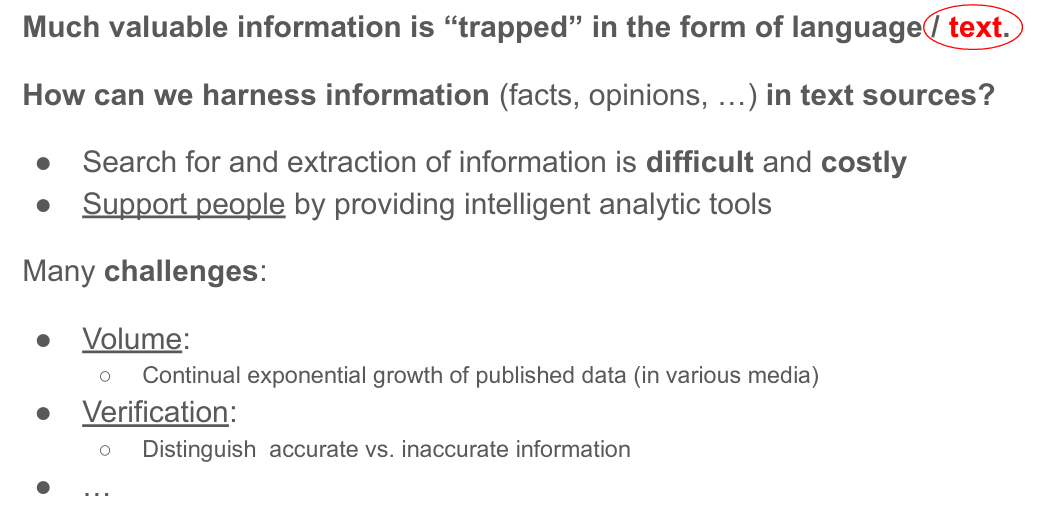 Much valuable information is “trapped” in the form of language / text.
How can we harness information (facts, opinions, …) in text sources?
● Search for and extraction of information is difficult and costly
● Support people by providing intelligent analytic tools
Many challenges:
● Volume:
○ Continual exponential growth of published data (in various media)
● Verification:
○ Distinguish  accurate vs. inaccurate information
● …